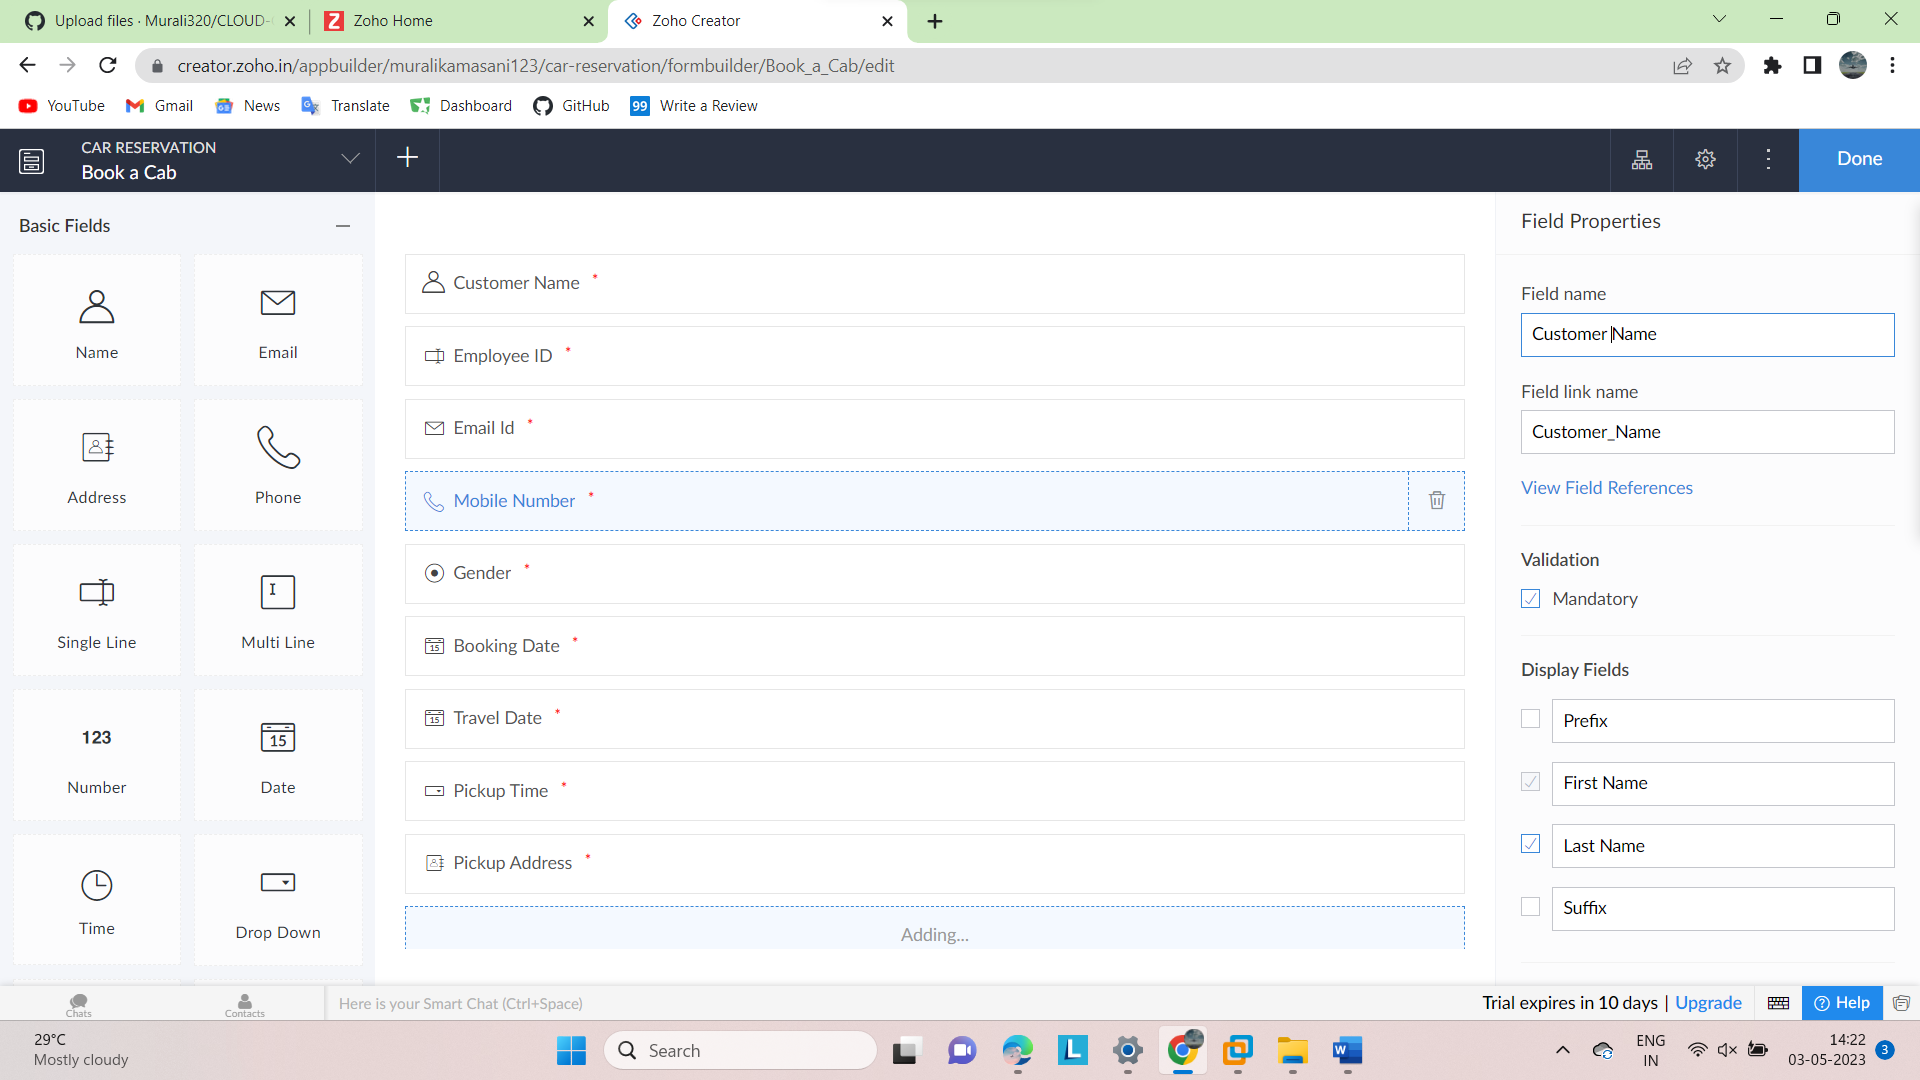 Upload files · Murali320/CLOUD-
Zoho Home
Zoho Creator
creator.zoho.in/appbuilder/muralikamasani123/car-reservation/formbuilder/Book_a_Cab/edit
YouTube
Gmail
News
Translate
Dashboard
GitHub
99 Write a Review
CAR RESERVATION
Book a Cab
Done
Basic Fields
Name
Email
Address
Phone
Single Line
Multi Line
123
Number
15
Date
Time
Drop Down
Customer Name *
Employee ID *
Email Id *
Mobile Number *
Gender *
15 Booking Date *
15 Travel Date *
Pickup Time *
Pickup Address *
Adding...
Field Properties
Field name
Customer Name
Field link name
Customer_Name
View Field References
Validation
Mandatory
Display Fields
Prefix
First Name
Last Name
Suffix
Chats
Contacts
Here is your Smart Chat (Ctrl+Space)
Trial expires in 10 days | Upgrade
Help
29°C
Mostly cloudy
Search
ENG
IN
14:22
03-05-2023
3